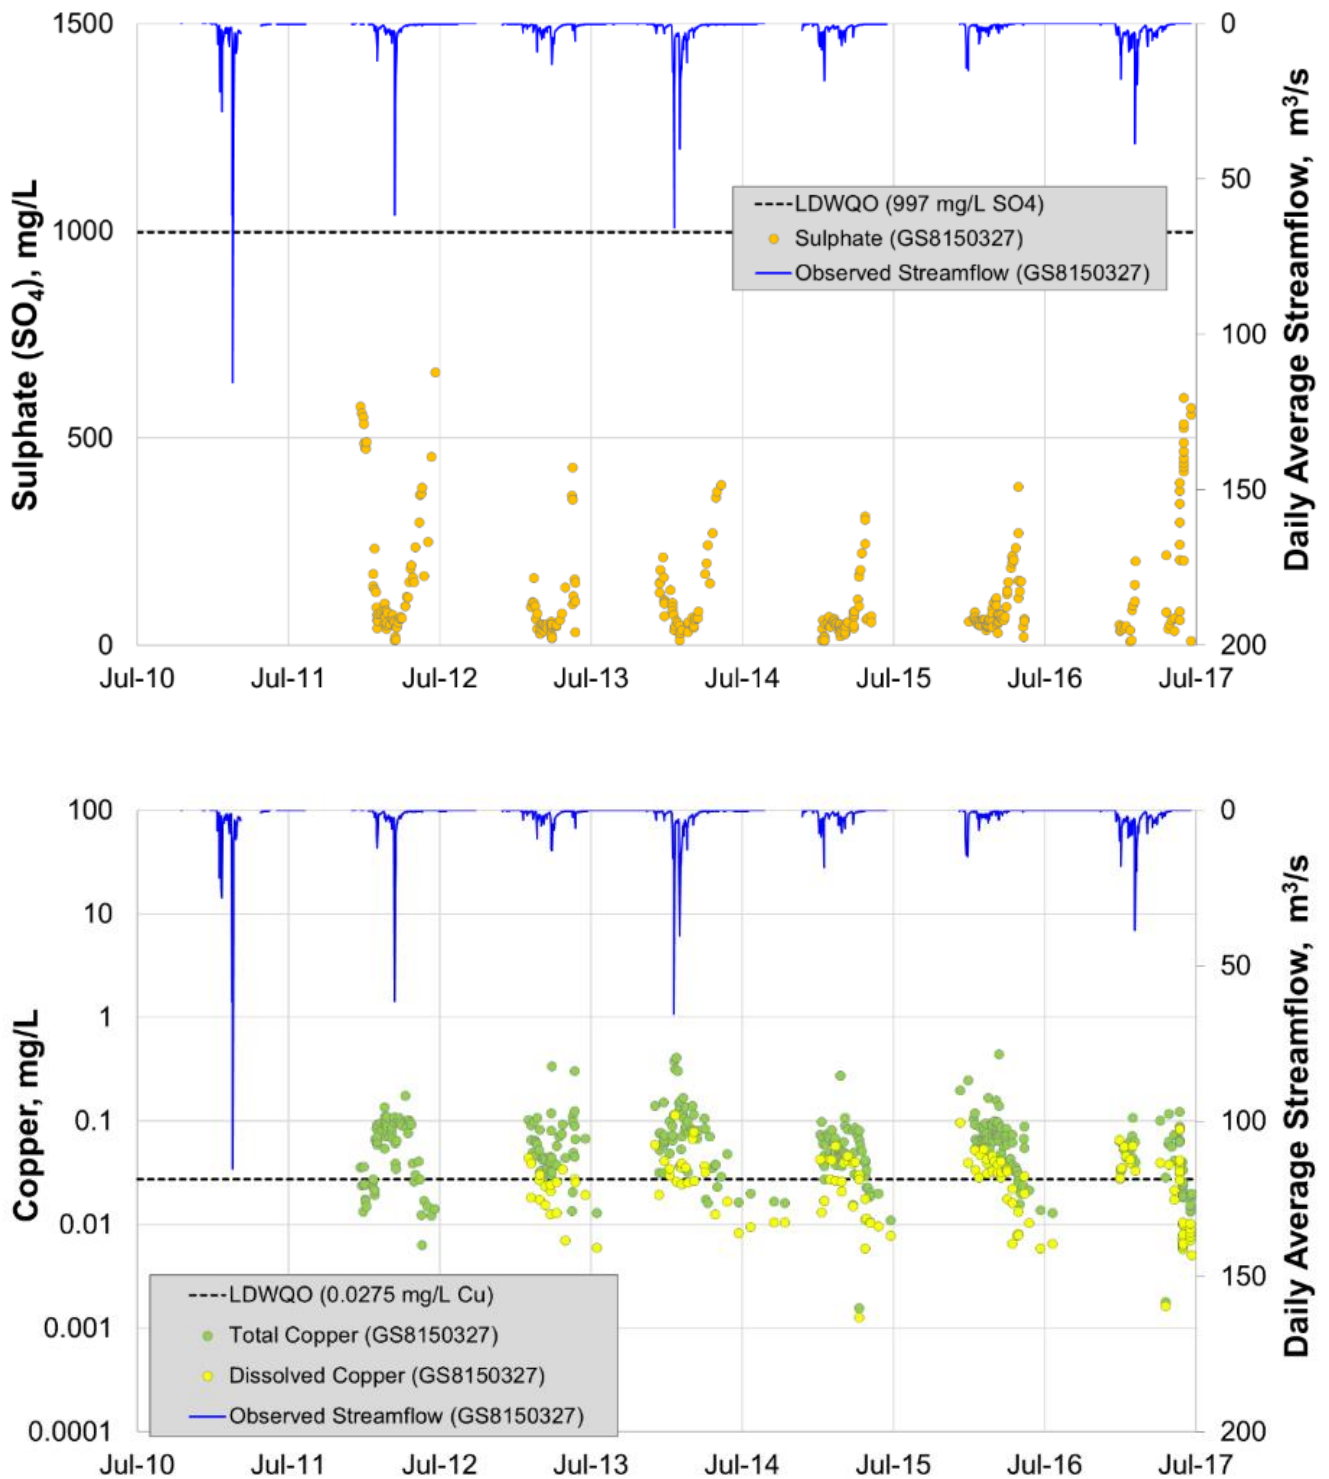 1500
1000
500
0
Sulphate (SO4), mg/L
0
50
100
150
200
Daily Average Streamflow, m³/s
LDWQO (997 mg/L SO4)
Sulphate (GS8150327)
Observed Streamflow (GS8150327)
Jul-10 Jul-11 Jul-12 Jul-13 Jul-14 Jul-15 Jul-16 Jul-17
100
10
1
0.1
0.01
0.001
0.0001
Copper, mg/L
0
50
100
150
200
Daily Average Streamflow, m³/s
LDWQO (0.0275 mg/L Cu)
Total Copper (GS8150327)
Dissolved Copper (GS8150327)
Observed Streamflow (GS8150327)
Jul-10 Jul-11 Jul-12 Jul-13 Jul-14 Jul-15 Jul-16 Jul-17